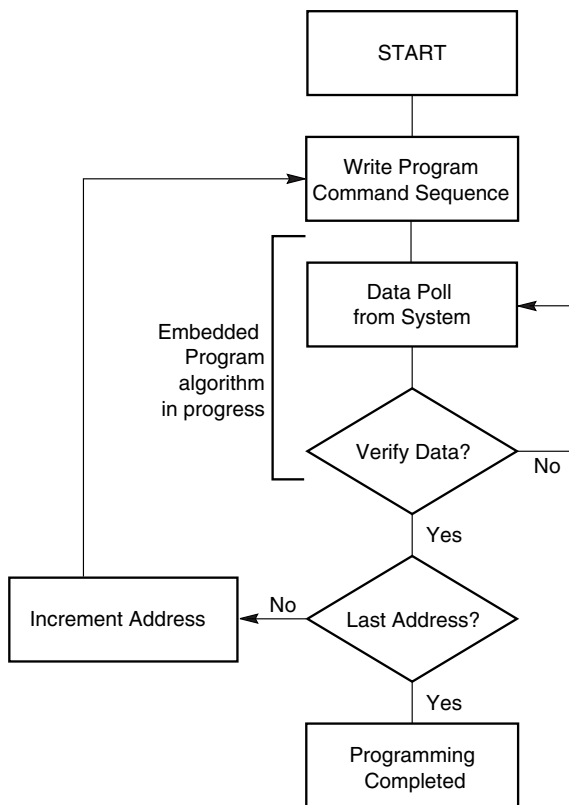 START
Write Program
Command Sequence
Data Poll
from System
Embedded
Program
algorithm
in progress
Verify Data?
No
Yes
Last Address?
No
Increment Address
Yes
Programming
Completed